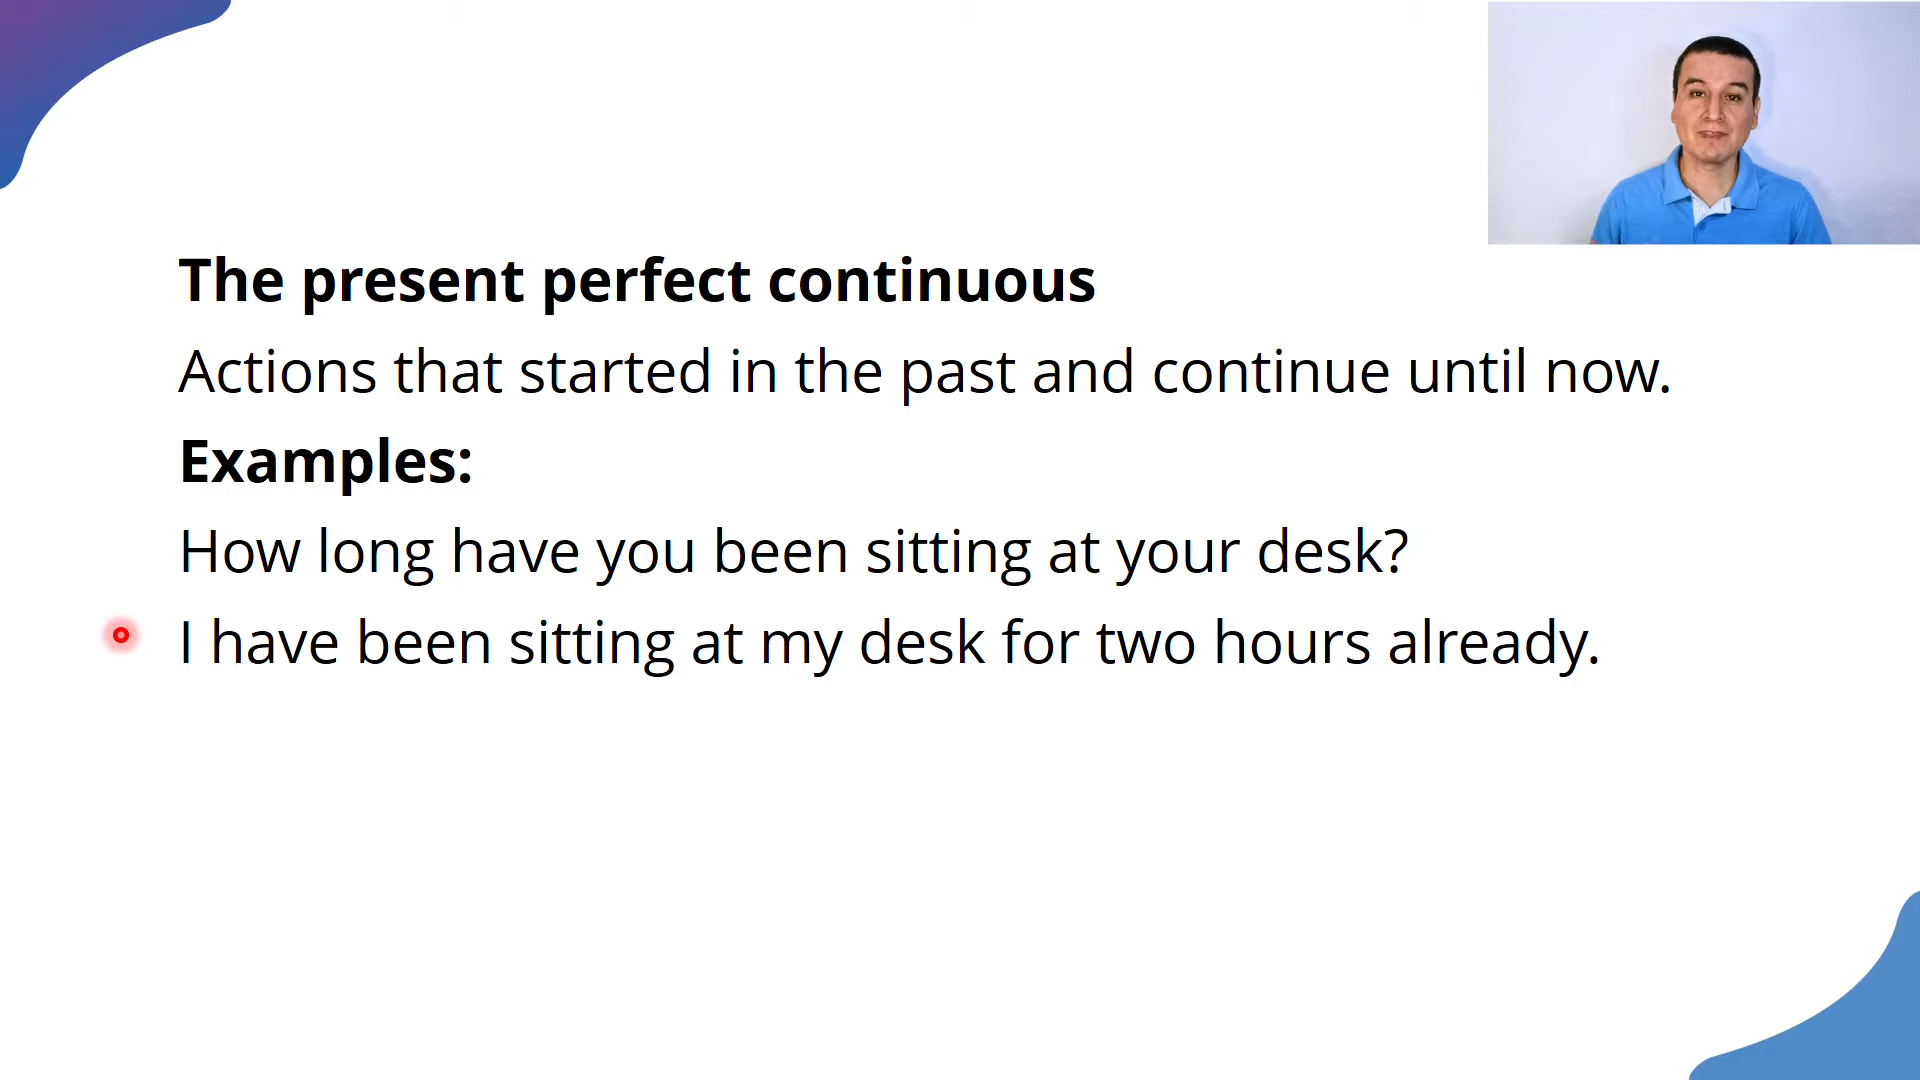 The present perfect continuous
Actions that started in the past and continue until now.
Examples:
How long have you been sitting at your desk?
I have been sitting at my desk for two hours already.